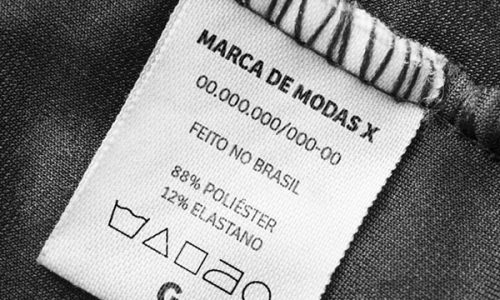 MARCA DE MODAS X
00.000.000/000-00
FEITO NO BRASIL
88% POLIÉSTER
12% ELASTANO
G